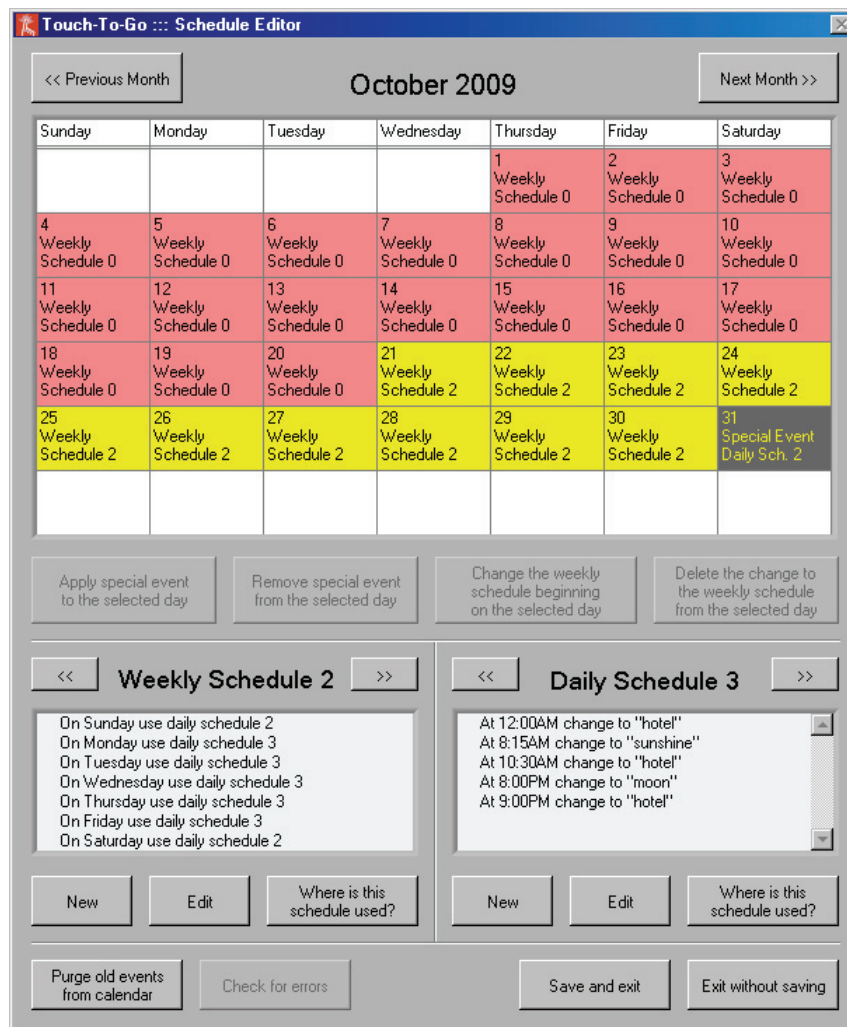 Touch-To-Go ::: Schedule Editor
<< Previous Month
October 2009
Next Month >>
Sunday Monday Tuesday Wednesday Thursday Friday Saturday
1 2 3
Weekly Weekly Weekly
Schedule 0 Schedule 0 Schedule 0
4 5 6 7 8 9 10
Weekly Weekly Weekly Weekly Weekly Weekly Weekly
Schedule 0 Schedule 0 Schedule 0 Schedule 0 Schedule 0 Schedule 0 Schedule 0
11 12 13 14 15 16 17
Weekly Weekly Weekly Weekly Weekly Weekly Weekly
Schedule 0 Schedule 0 Schedule 0 Schedule 0 Schedule 0 Schedule 0 Schedule 0
18 19 20 21 22 23 24
Weekly Weekly Weekly Weekly Weekly Weekly Weekly
Schedule 0 Schedule 0 Schedule 0 Schedule 2 Schedule 2 Schedule 2 Schedule 2
25 26 27 28 29 30 31
Weekly Weekly Weekly Weekly Weekly Weekly Special Event
Schedule 2 Schedule 2 Schedule 2 Schedule 2 Schedule 2 Schedule 2 Daily Sch. 2
Apply special event
to the selected day
Remove special event
from the selected day
Change the weekly
schedule beginning
on the selected day
Delete the change to
the weekly schedule
from the selected day
<< Weekly Schedule 2 >>
On Sunday use daily schedule 2
On Monday use daily schedule 3
On Tuesday use daily schedule 3
On Wednesday use daily schedule 3
On Thursday use daily schedule 3
On Friday use daily schedule 3
On Saturday use daily schedule 2
New
Edit
Where is this
schedule used?
<< Daily Schedule 3 >>
At 12:00AM change to "hotel"
At 8:15AM change to "sunshine"
At 10:30AM change to "hotel"
At 8:00PM change to "moon"
At 9:00PM change to "hotel"
New
Edit
Where is this
schedule used?
Purge old events
from calendar
Check for errors
Save and exit
Exit without saving